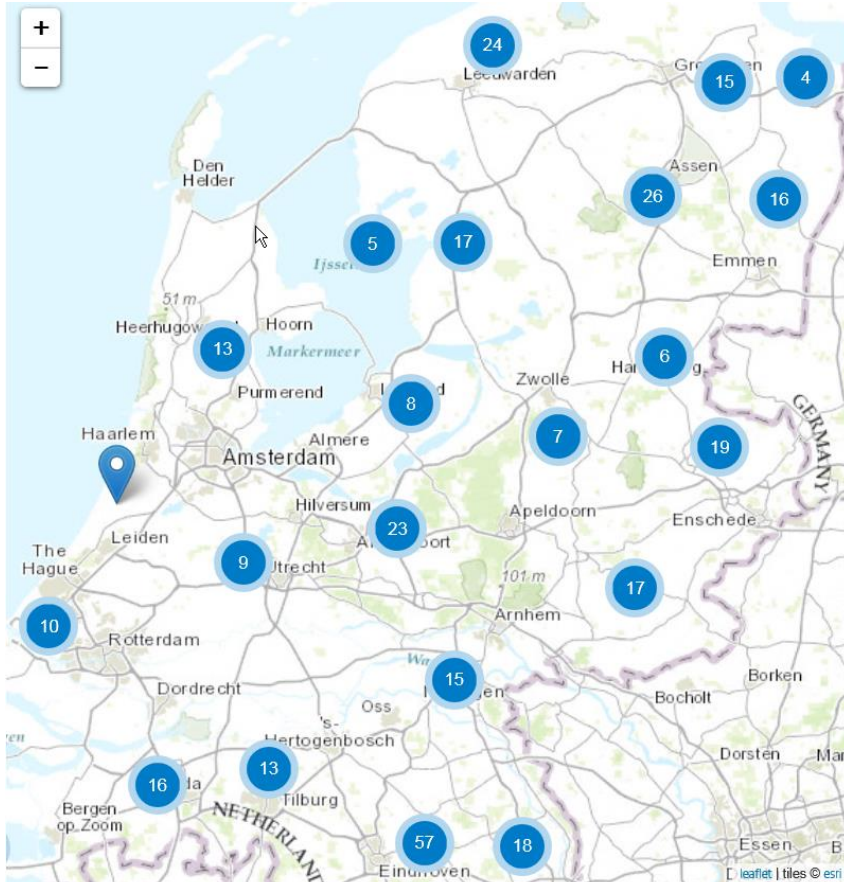 +
−
24
Leeuwarden
15
4
Den
Helder
Assen
26
16
5
17
Emmen
51 m
Hoorn
13
Markermeer
6
Zwolle
Purmerend
8
7
19
GERMANY
Haarlem
Almere
Amsterdam
Hilversum
23
Apeldoorn
Enschede
The
Hague
Leiden
9
Utrecht
101 m
17
10
Rotterdam
Arnhem
15
Dordrecht
Oss
Bocholt
Borken
's-
Hertogenbosch
Dorsten
16
13
Tilburg
Bergen
op Zoom
NETHERLAND
57
18
Eindhoven
Essen
leaflet | tiles © esri